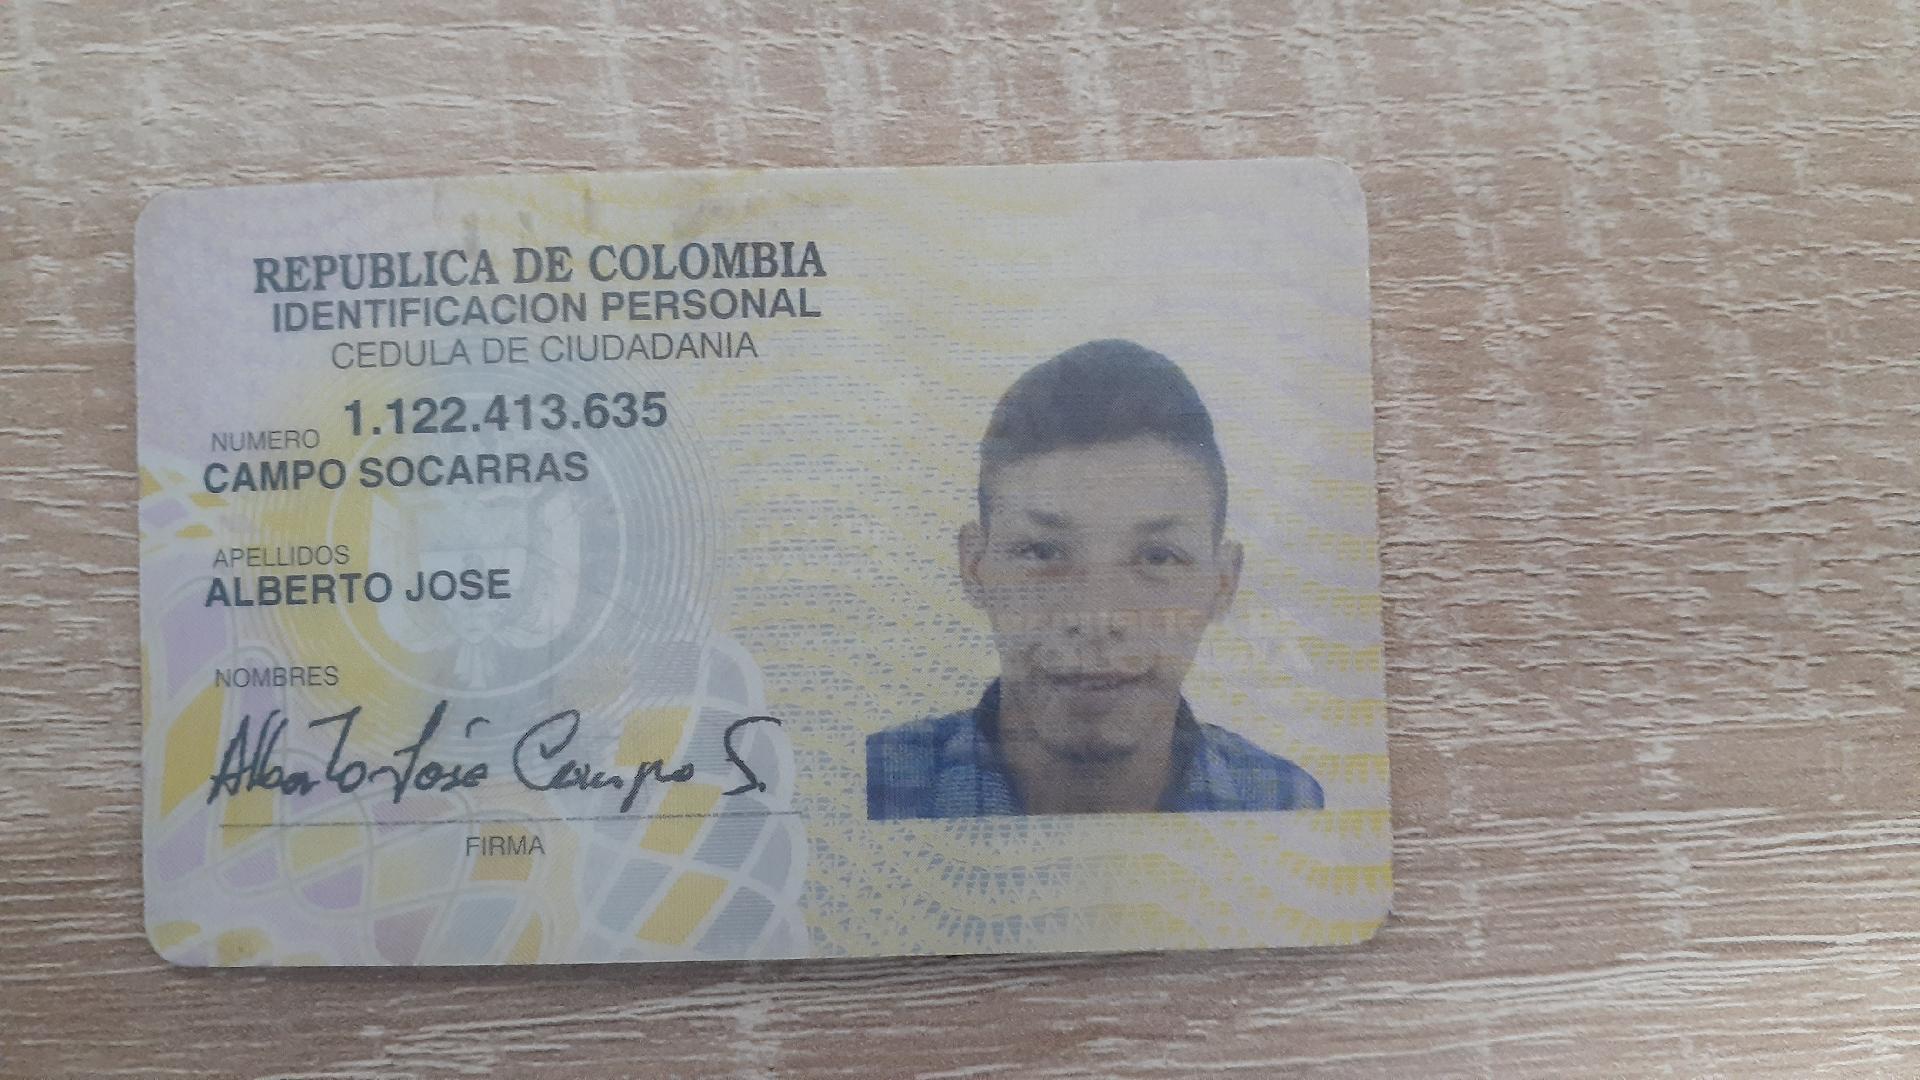 REPUBLICA DE COLOMBIA
IDENTIFICACION PERSONAL
CEDULA DE CIUDADANIA
NUMERO 1.122.413.635
CAMPO SOCARRAS
APELLIDOS
ALBERTO JOSE
NOMBRES
Alberto José Campo S.
FIRMA